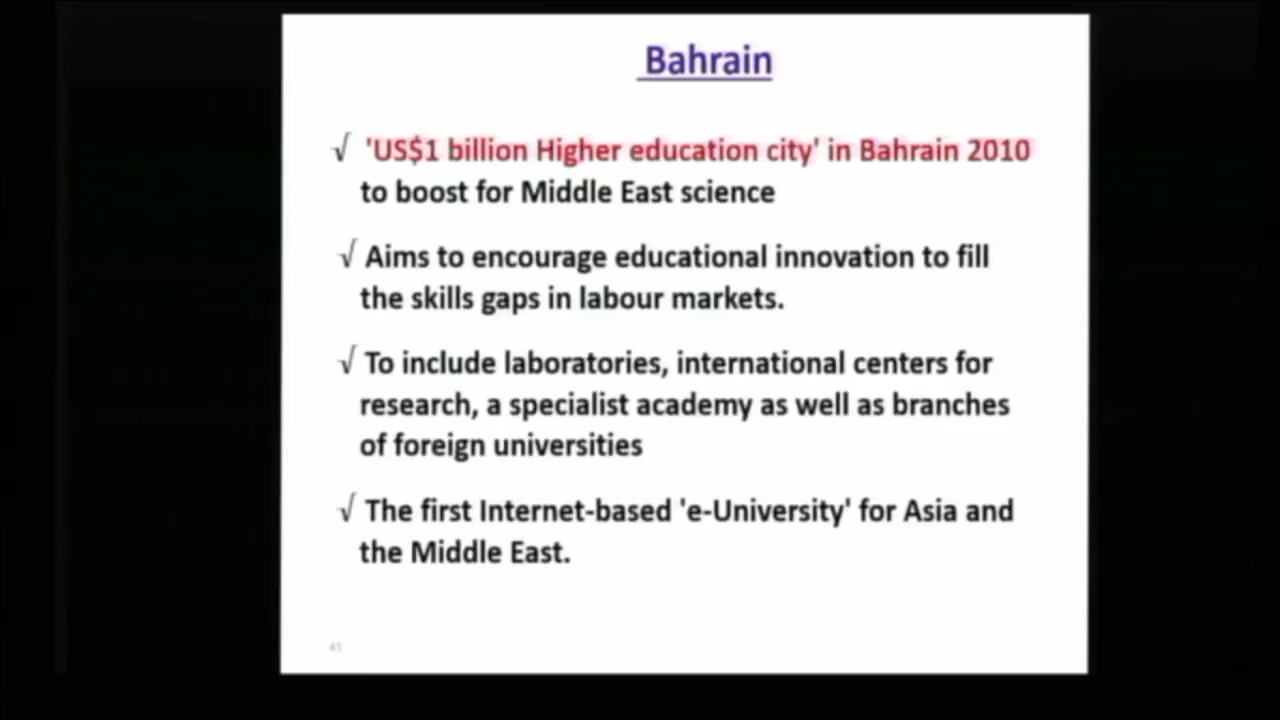 Bahrain
√ 'US$1 billion Higher education city' in Bahrain 2010
to boost for Middle East science
√ Aims to encourage educational innovation to fill
the skills gaps in labour markets.
√ To include laboratories, international centers for
research, a specialist academy as well as branches
of foreign universities
√ The first Internet-based 'e-University' for Asia and
the Middle East.